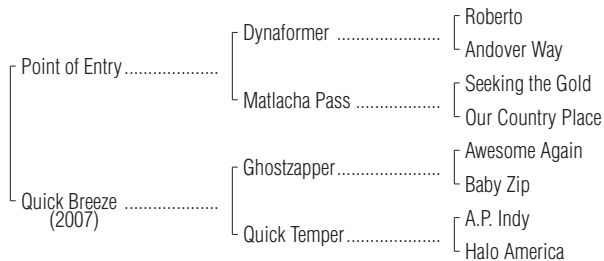 Roberto
Dynaformer ....................
Andover Way
Point of Entry ..................
Seeking the Gold
Matlacha Pass .................
Our Country Place
Awesome Again
Ghostzapper....................
Baby Zip
Quick Breeze ..................
(2007)
A.P. Indy
Quick Temper..................
Halo America